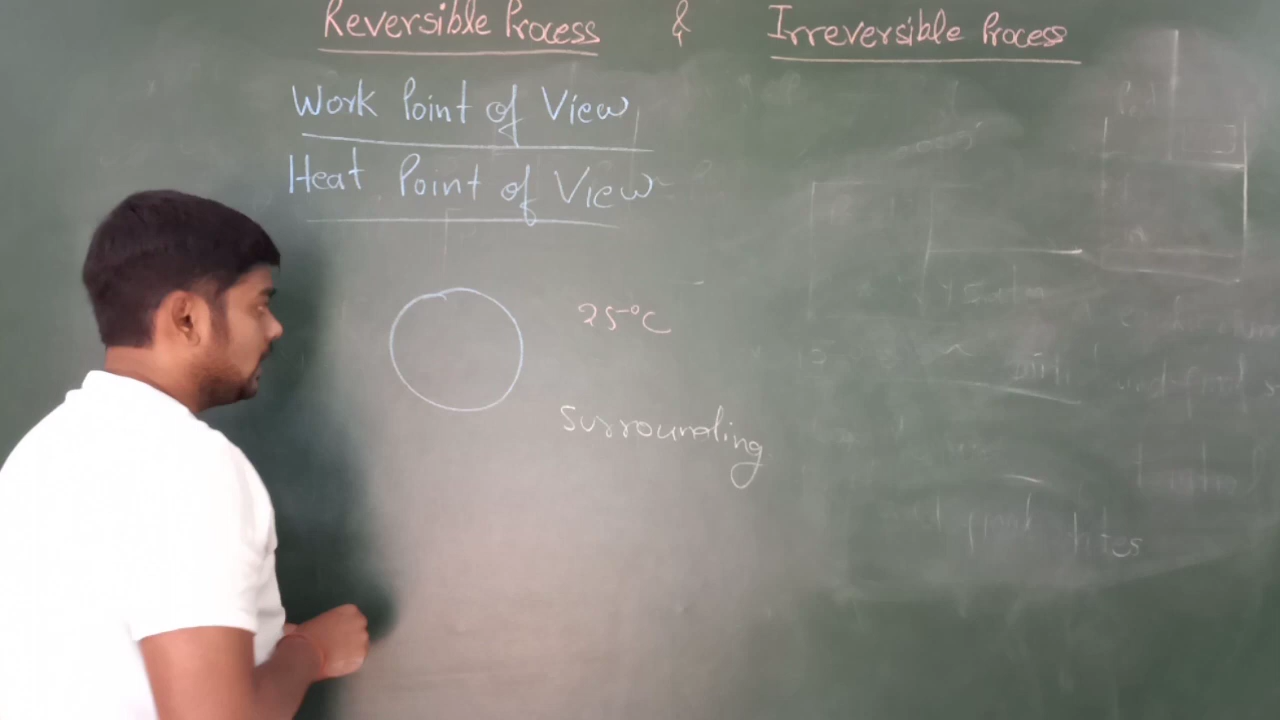 Reversible Process & Irreversible Process
Work Point of View
Heat Point of View
25°C
Surrounding